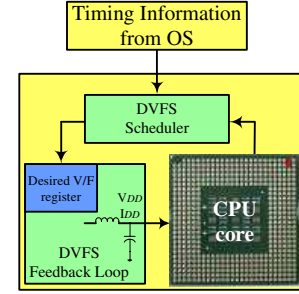 Timing Information
from OS
DVFS
Scheduler
Desired V/F
register
VDD
IDD
DVFS
Feedback Loop
CPU
core